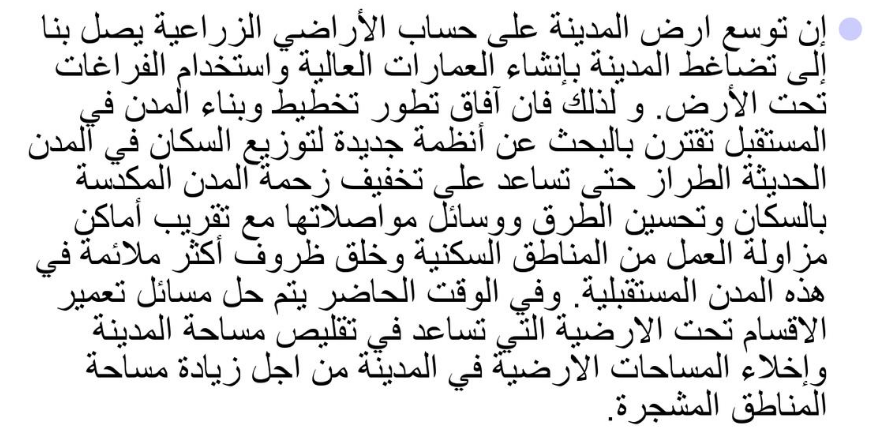 إن توسع ارض المدينة على حساب الأراضي الزراعية يصل بنا
إلى تضاغط المدينة بإنشاء العمارات العالية واستخدام الفراغات
تحت الأرض. و لذلك فان آفاق تطور تخطيط وبناء المدن في
المستقبل تقترن بالبحث عن أنظمة جديدة لتوزيع السكان في المدن
الحديثة الطراز حتى تساعد على تخفيف زحمة المدن المكدسة
بالسكان وتحسين الطرق ووسائل مواصلاتها مع تقريب أماكن
مزاولة العمل من المناطق السكنية وخلق ظروف أكثر ملائمة في
هذه المدن المستقبلية. وفي الوقت الحاضر يتم حل مسائل تعمير
الاقسام تحت الارضية التي تساعد في تقليص مساحة المدينة
وإخلاء المساحات الارضية في المدينة من اجل زيادة مساحة
المناطق المشجرة.